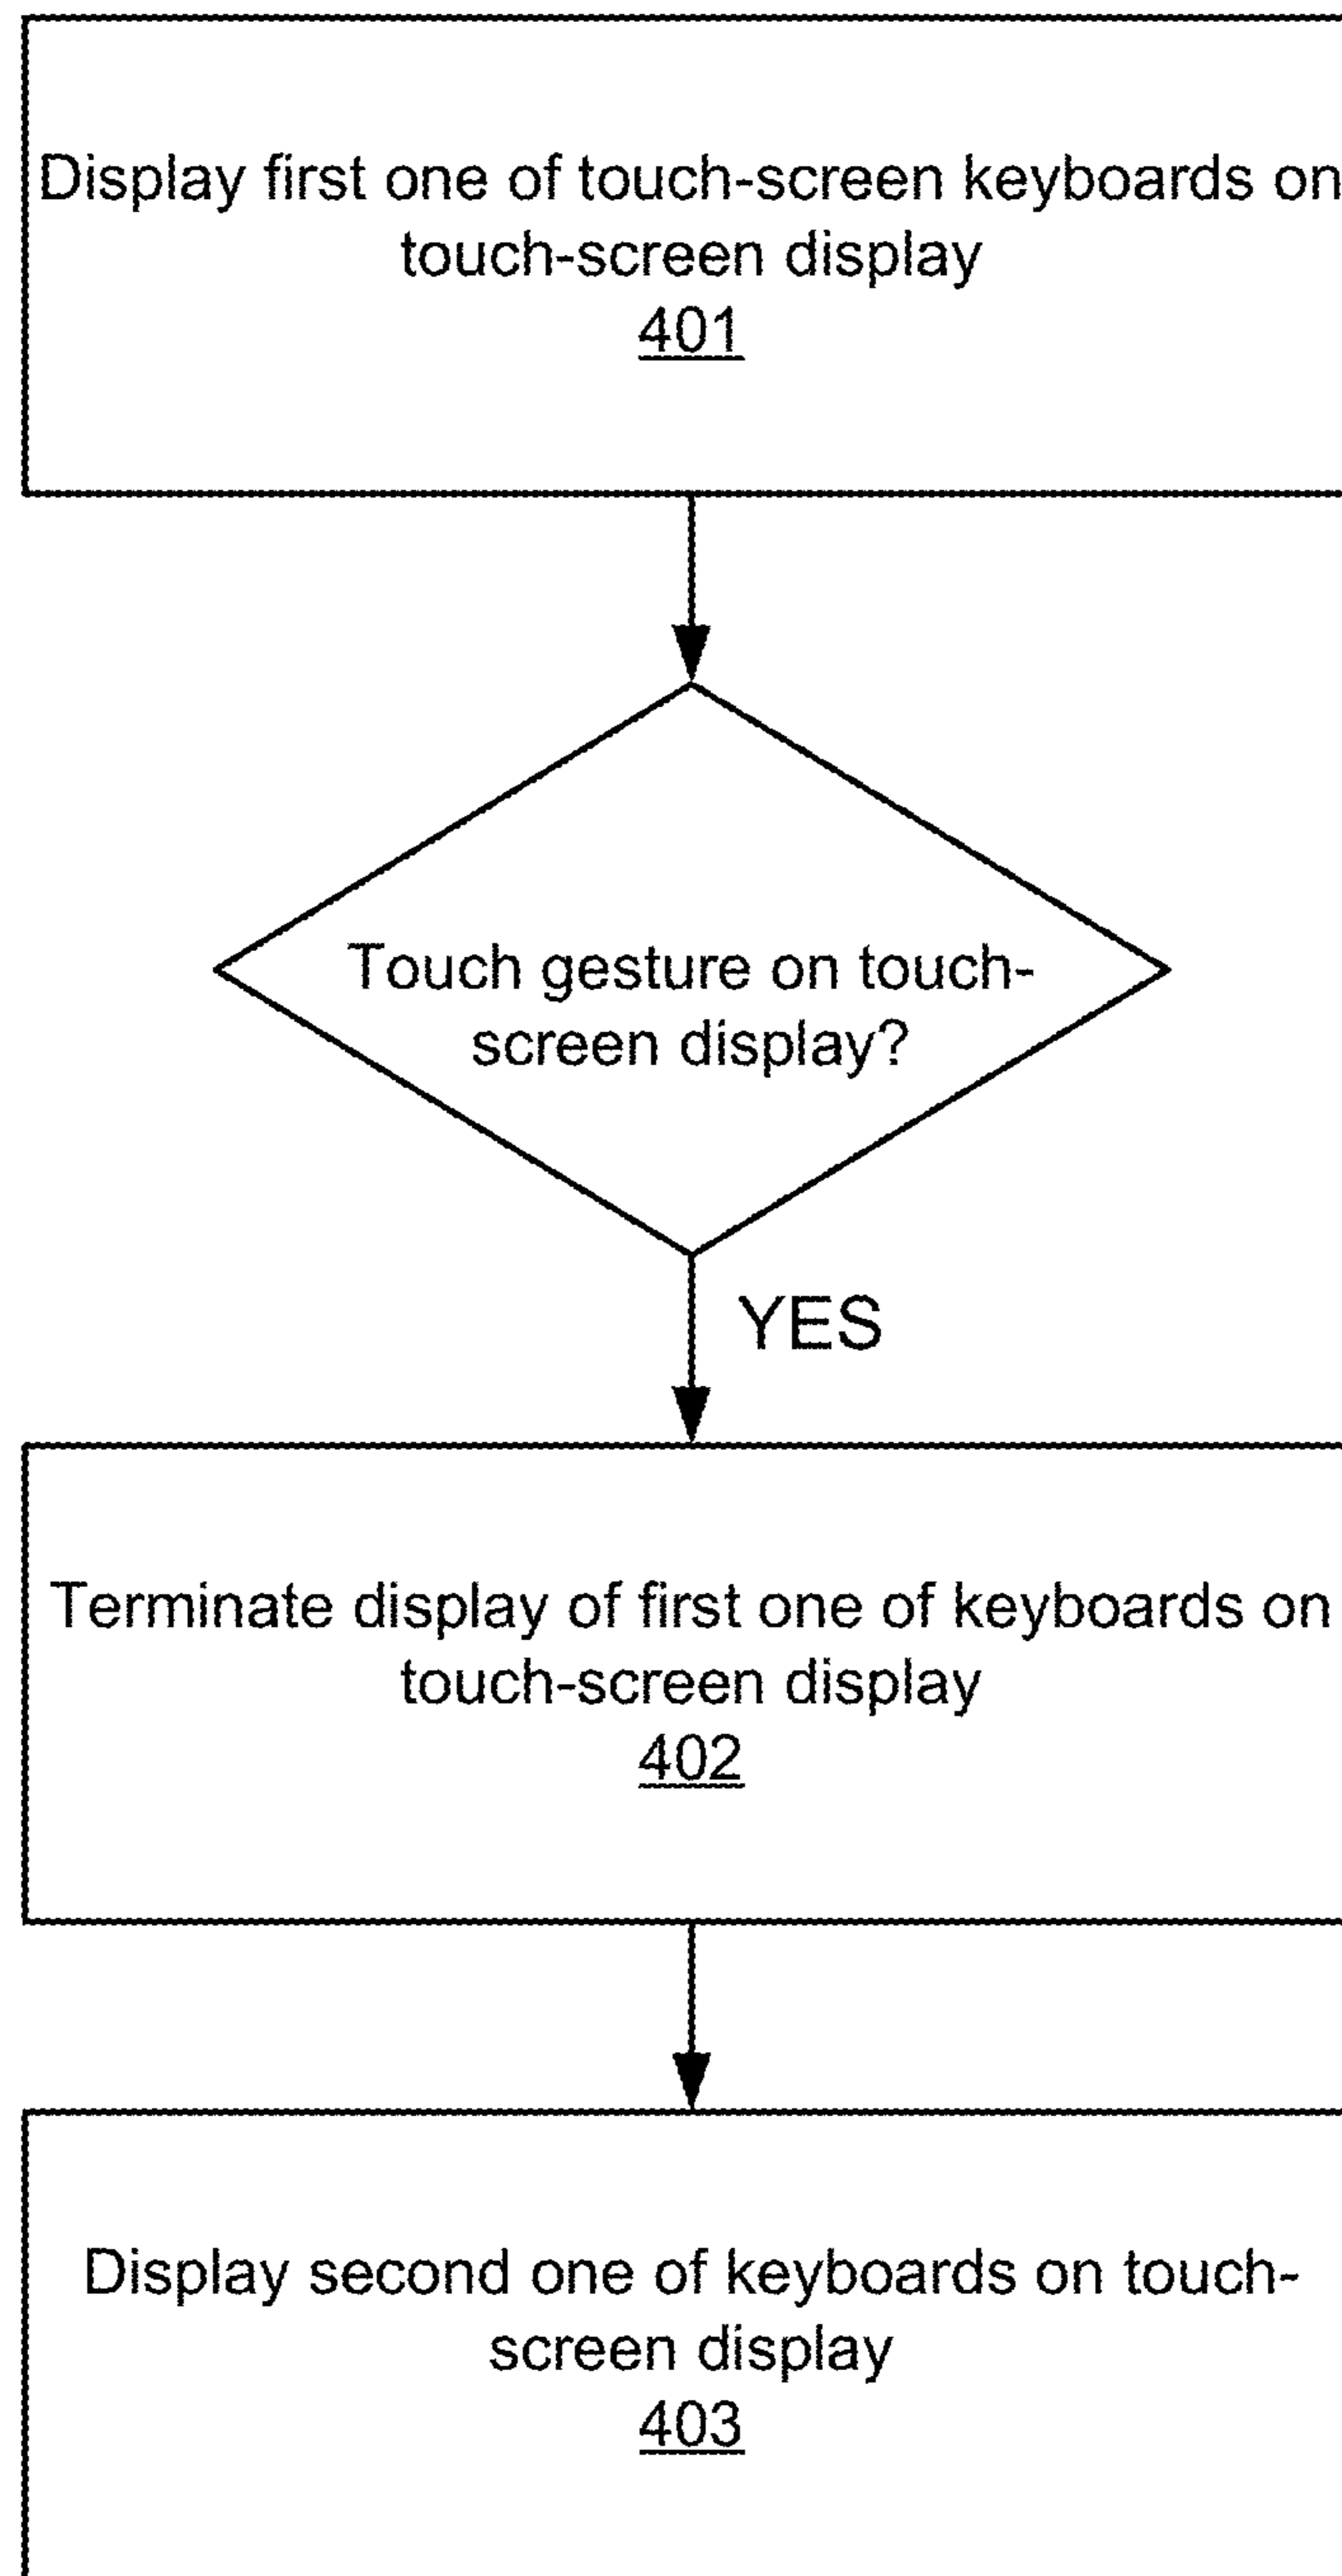 Display first one of touch-screen keyboards on
touch-screen display
401
Touch gesture on touch-
screen display?
YES
Terminate display of first one of keyboards on
touch-screen display
402
Display second one of keyboards on touch-
screen display
403